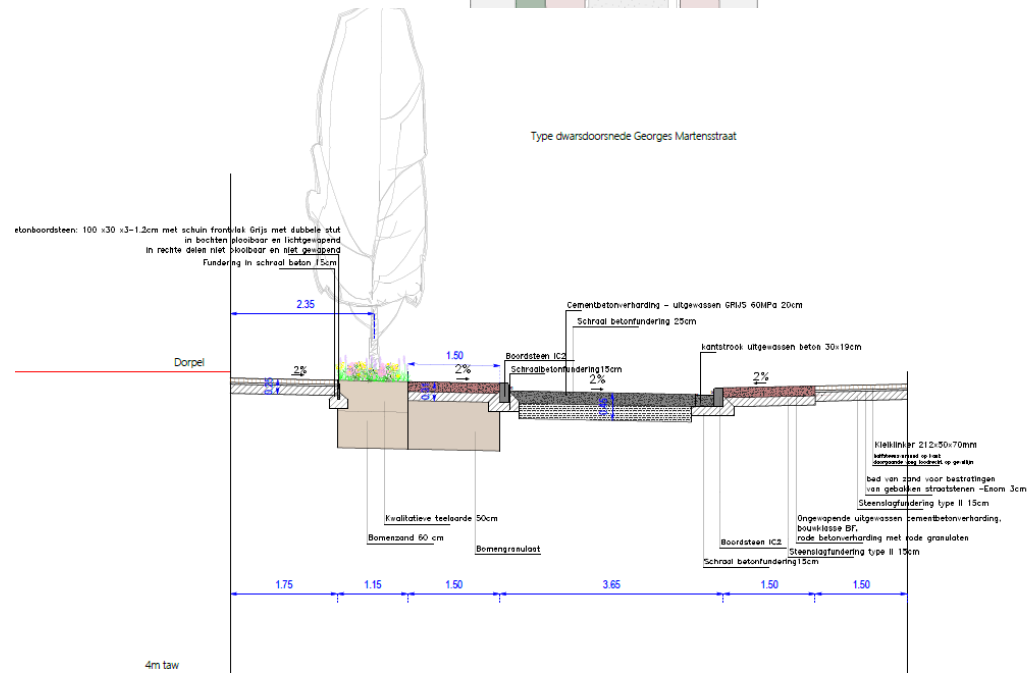 Type dwarsdoorsnede Georges Martensstraat
etonboordsteen: 100 x30 x3-1.2cm met schuin frontvlak Grijs met dubbele stut
in bochten plooibaar en lichtgewapend
in rechte delen niet plooibaar en niet gewapend
Fundering in schraal beton 15cm
2.35
Cementbetonverharding - uitgewassen GRIJS 60MPa 20cm
Schraal betonfundering 25cm
kantstrook uitgewassen beton 30x19cm
1.50
Boordsteen IC2
Dorpel
Schraalbetonfundering15cm
2%
2%
2%
2%
Kleiklinker 212x50x70mm
bed van zand voor bestratingen
van gebakken straatstenen -Enom 3cm
Steenslagfundering type II 15cm
Kwalitatieve teelaarde 50cm
Ongewapende uitgewassen cementbetonverharding,
bouwklasse BF,
rode betonverharding met rode granulaten
Bomenzand 60 cm
Boordsteen IC2
Bomengranulaat
Steenslagfundering type II 15cm
Schraal betonfundering15cm
1.75
1.15
1.50
3.65
1.50
1.50
4m taw